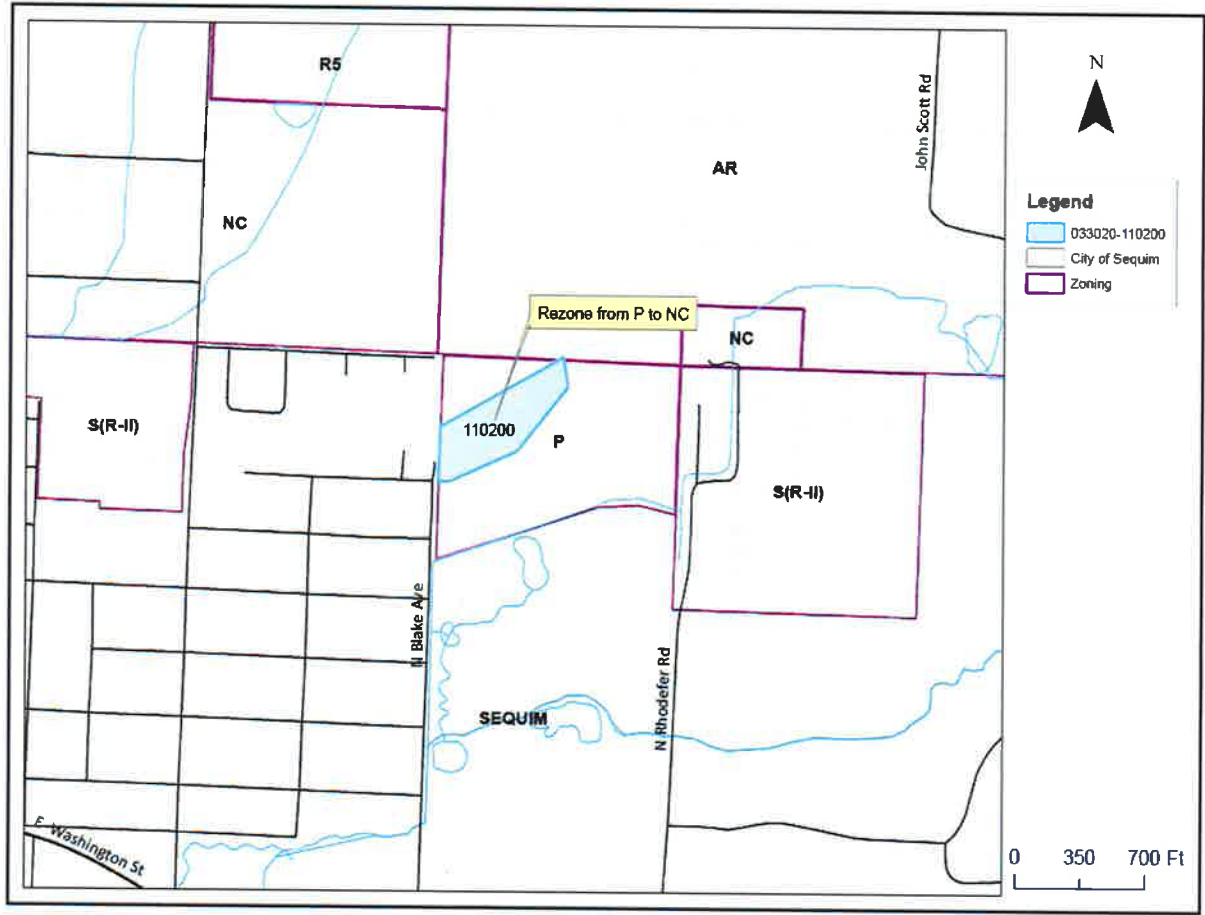 R5
N
John Scott Rd
AR
Legend
033020-110200
City of Sequim
Zoning
NC
Rezone from P to NC
NC
S(R-II)
110200
P
S(R-II)
N Blake Ave
N Rhodefer Rd
SEQUIM
E Washington St
0 350 700 Ft